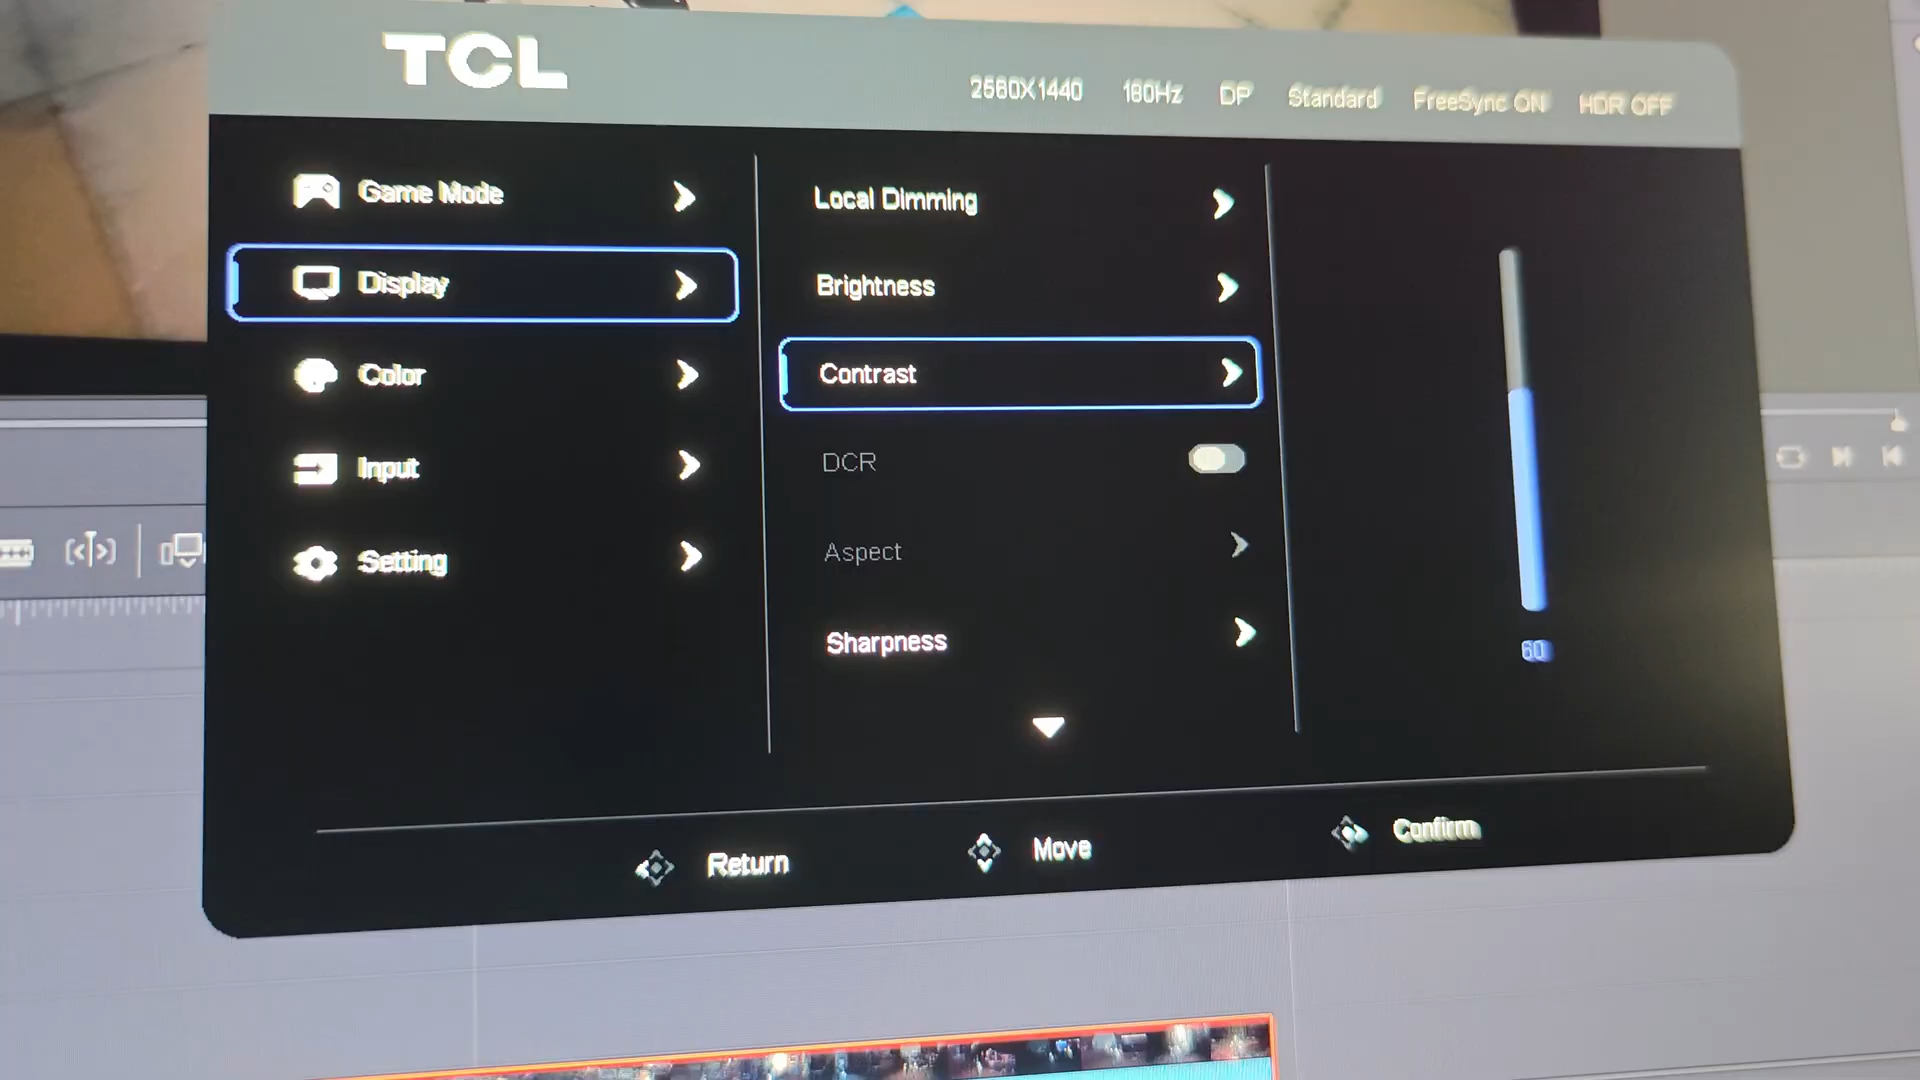 TCL
2560X1440 180Hz DP Standard FreeSync ON HDR OFF
Game Mode
Display
Color
Input
Setting
Local Dimming
Brightness
Contrast
DCR
Aspect
Sharpness
60
Return Move Confirm